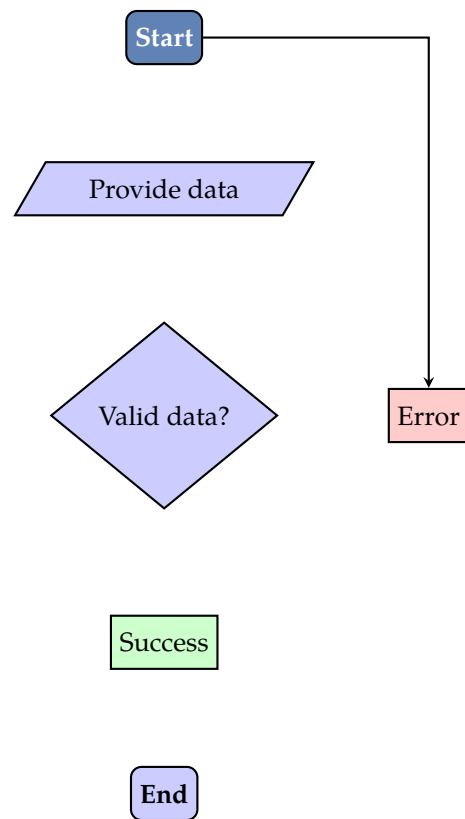 Start
Provide data
Valid data?
Error
Success
End